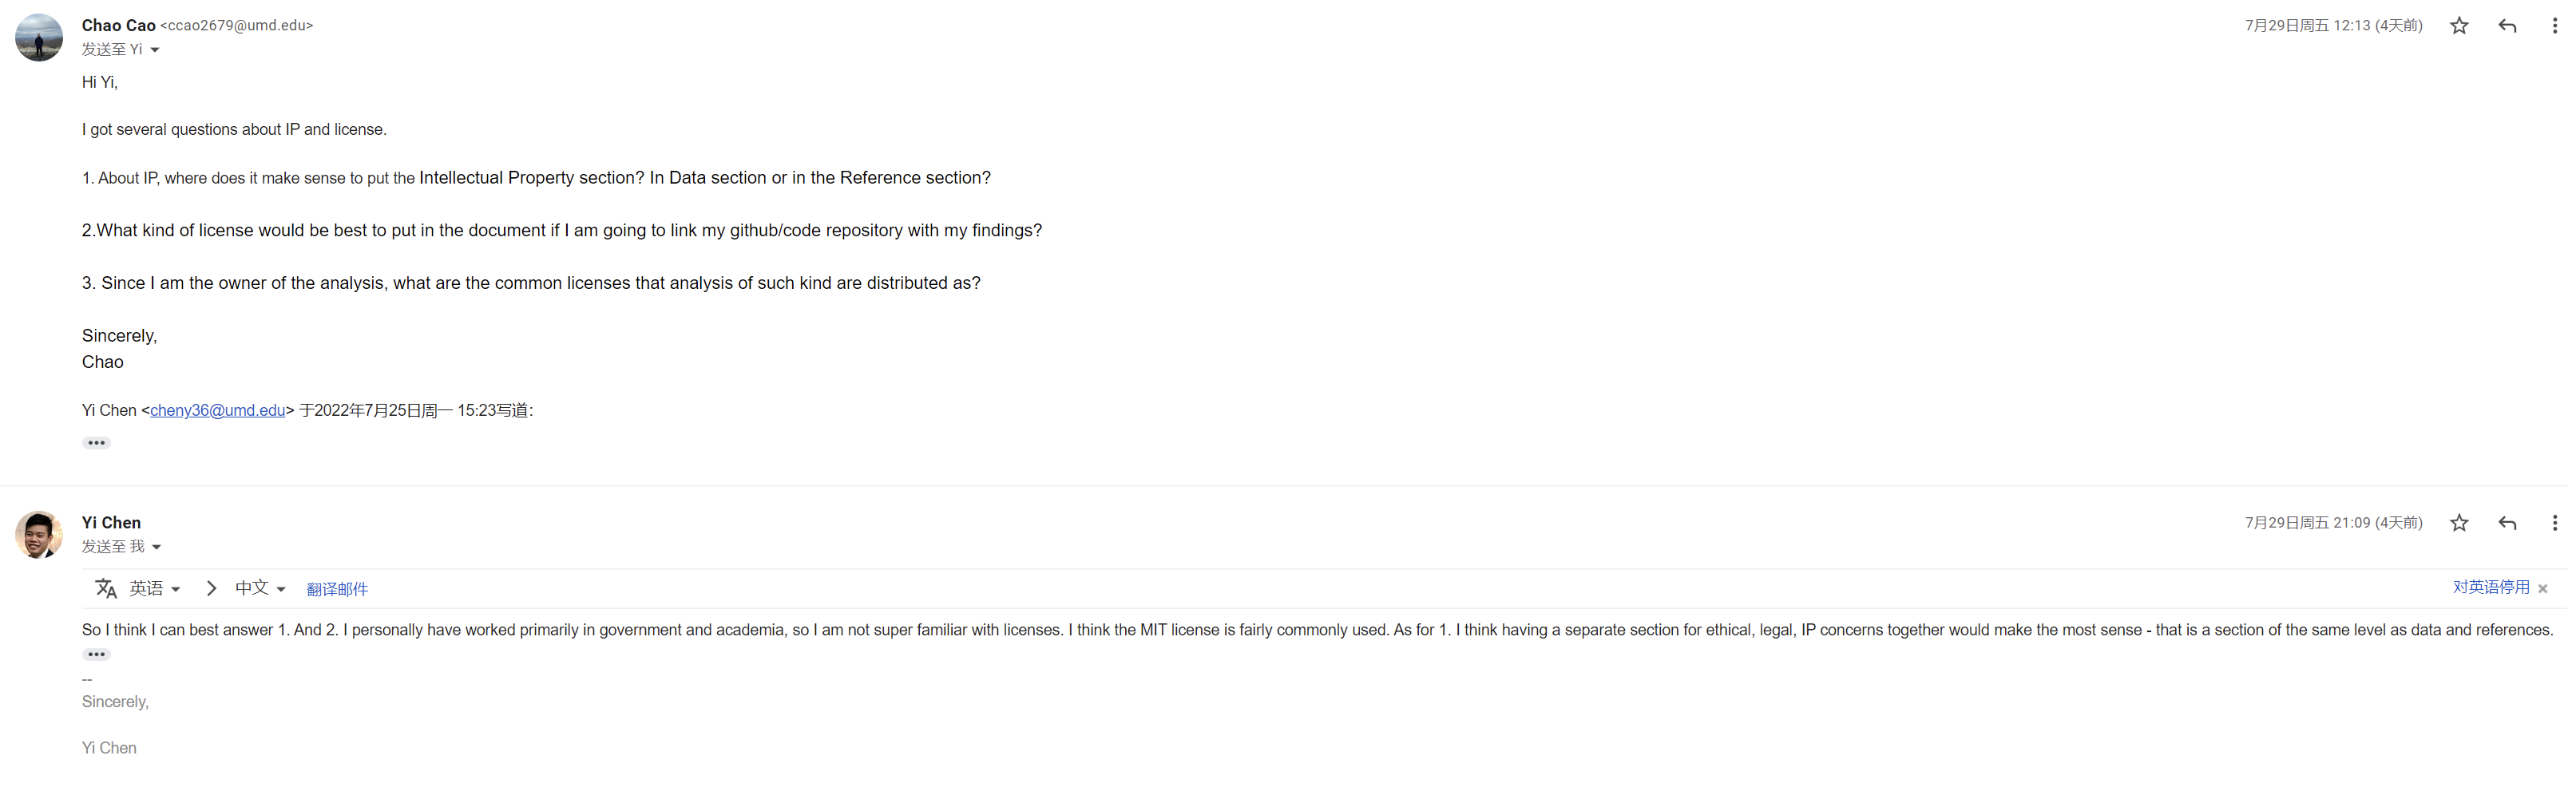 Chao Cao <ccao2679@umd.edu> 7月29日周五 12:13 (4天前)
发送至 Yi
Hi Yi,
I got several questions about IP and license.
1. About IP, where does it make sense to put the Intellectual Property section? In Data section or in the Reference section?
2.What kind of license would be best to put in the document if I am going to link my github/code repository with my findings?
3. Since I am the owner of the analysis, what are the common licenses that analysis of such kind are distributed as?
Sincerely,
Chao
Yi Chen <cheny36@umd.edu> 于2022年7月25日周一 15:23写道：
Yi Chen 7月29日周五 21:09 (4天前)
发送至 我
英语 中文 翻译邮件 对英语停用
So I think I can best answer 1. And 2. I personally have worked primarily in government and academia, so I am not super familiar with licenses. I think the MIT license is fairly commonly used. As for 1. I think having a separate section for ethical, legal, IP concerns together would make the most sense - that is a section of the same level as data and references.
--
Sincerely,
Yi Chen